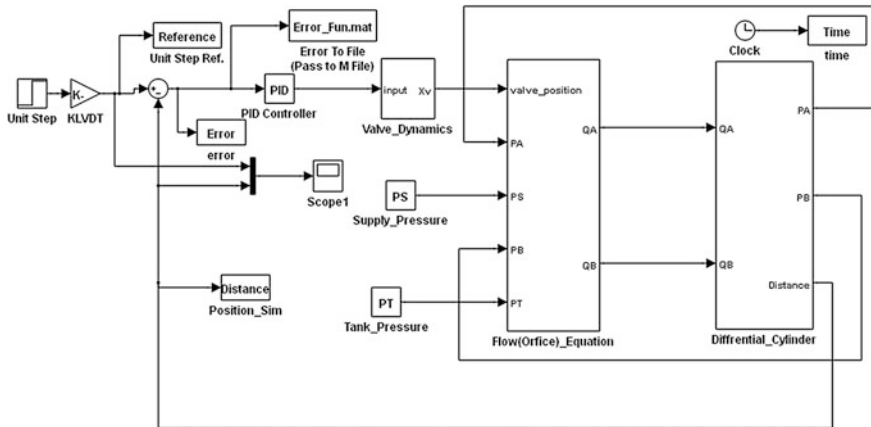 Reference
Unit Step Ref.
Error_Fun.mat
Error To File
(Pass to M File)
Time
Clock
time
K-
PID
input Xv
Unit Step
KLVDT
PID Controller
Valve_Dynamics
Error
error
valve_position
PA
PS
PB
PT
QA
QB
Flow(Orfice)_Equation
QA
QB
PA
PB
Distance
Diffrential_Cylinder
Scope1
PS
Supply_Pressure
Distance
Position_Sim
PT
Tank_Pressure